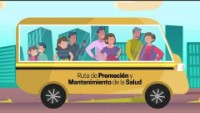 Ruta de Promoción y
Mantenimiento de la Salud